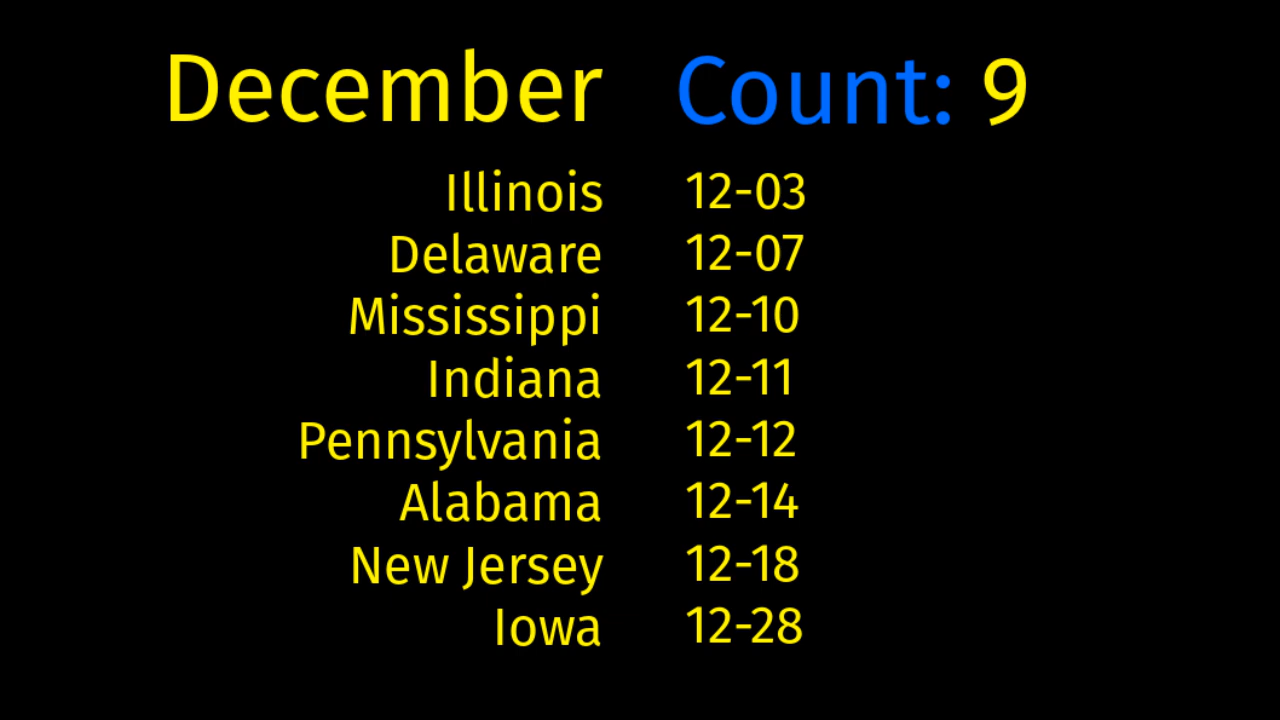 December Count: 9
Illinois 12-03
Delaware 12-07
Mississippi 12-10
Indiana 12-11
Pennsylvania 12-12
Alabama 12-14
New Jersey 12-18
Iowa 12-28